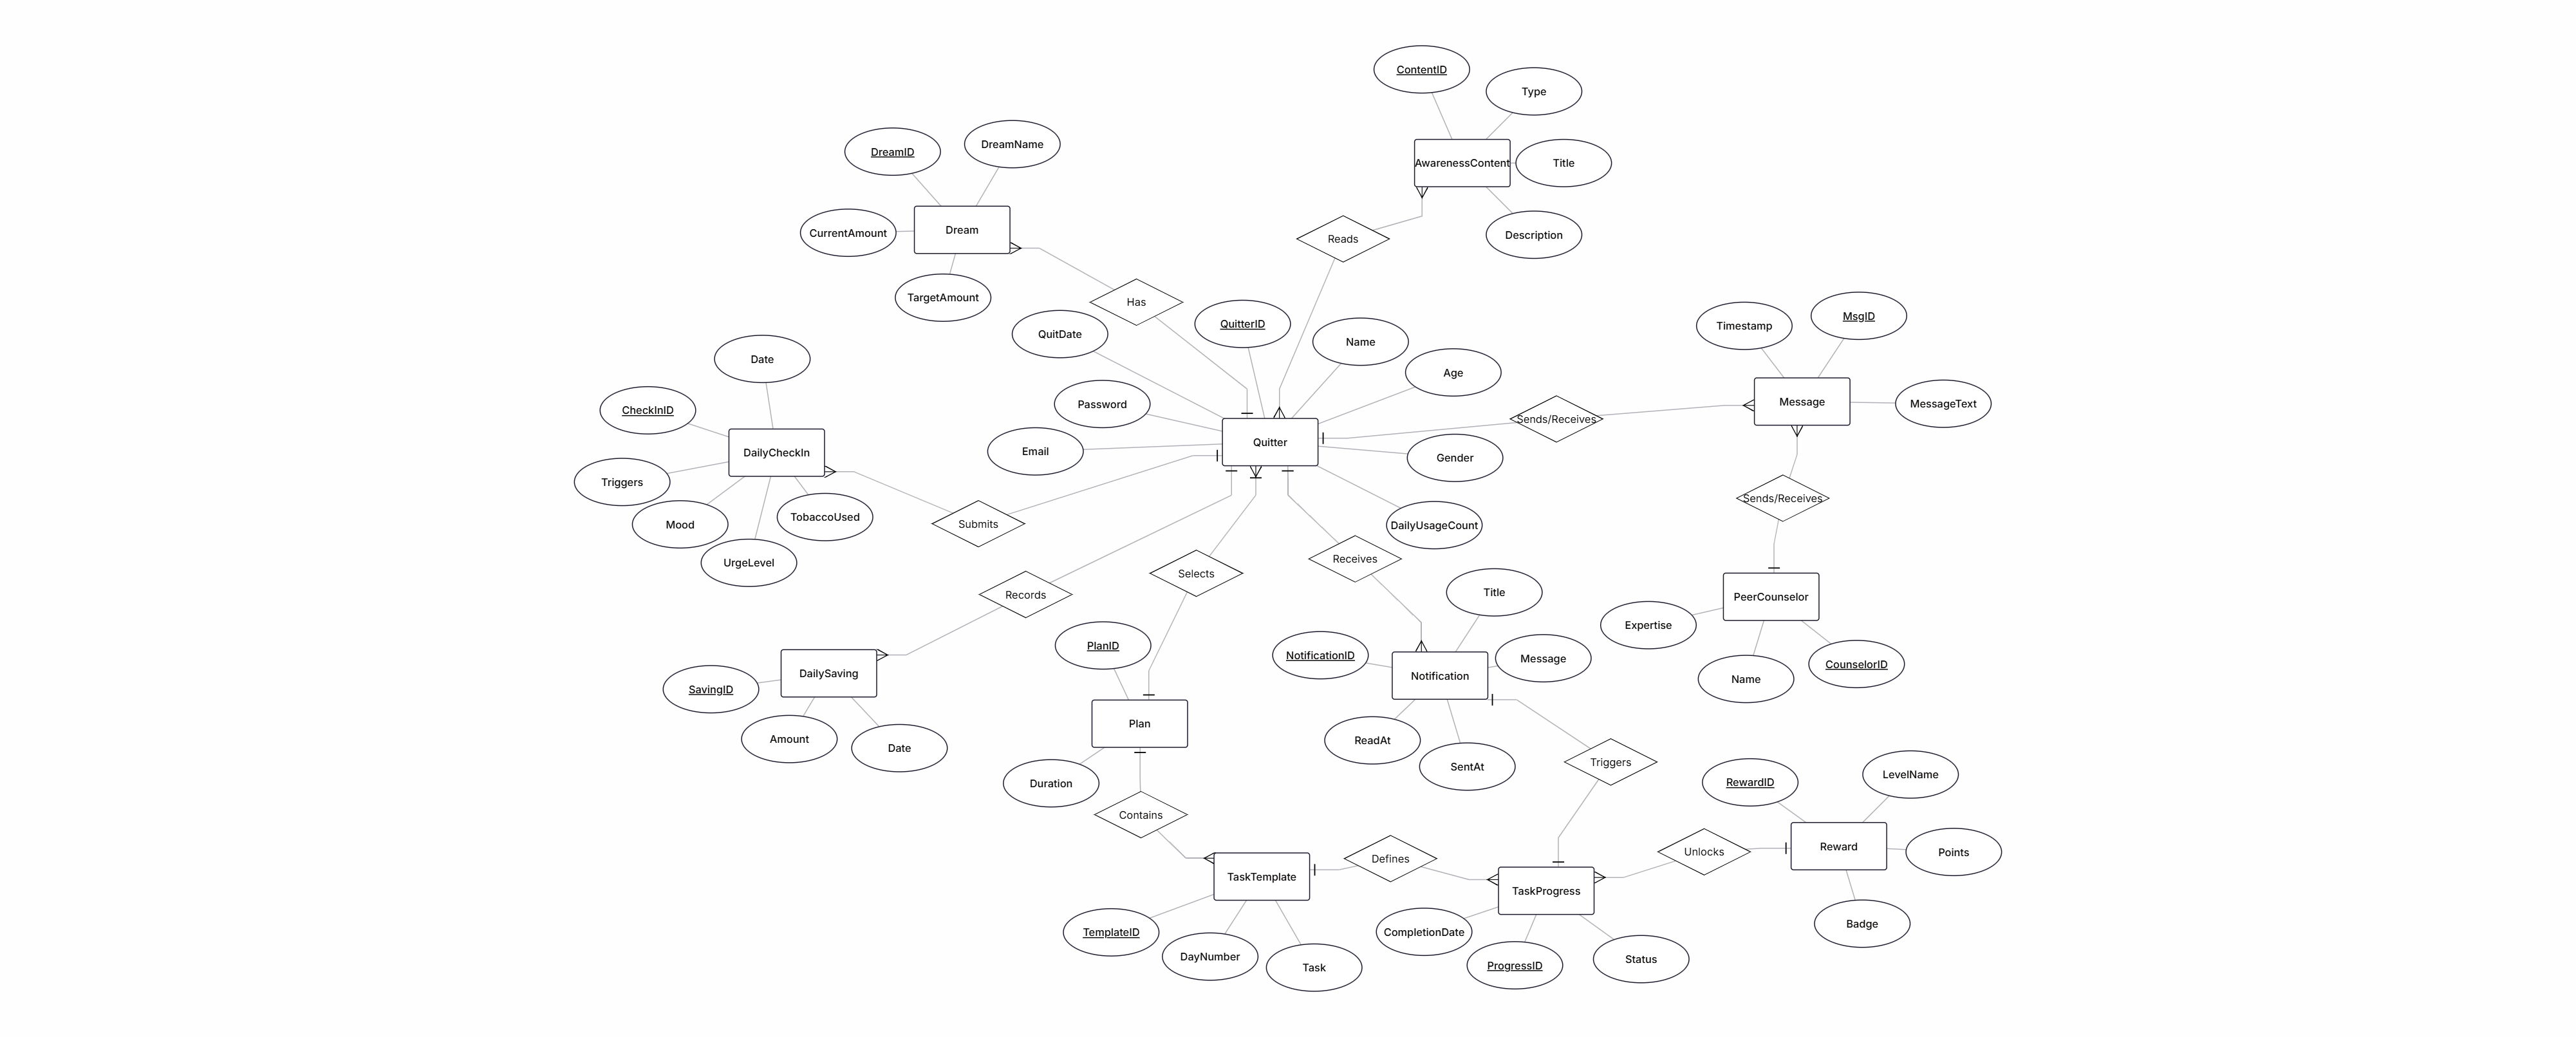 ContentID
Type
AwarenessContent
Title
Description
Reads
DreamID
DreamName
Dream
CurrentAmount
TargetAmount
Has
QuitDate
QuitterID
Name
Age
Password
Email
Quitter
Gender
DailyUsageCount
Sends/Receives
Timestamp
MsgID
Message
MessageText
Sends/Receives
PeerCounselor
Expertise
Name
CounselorID
Date
CheckInID
DailyCheckIn
Triggers
Mood
TobaccoUsed
UrgeLevel
Submits
Records
Selects
Receives
DailySaving
SavingID
Amount
Date
PlanID
Plan
Duration
Contains
Title
NotificationID
Message
Notification
ReadAt
SentAt
Triggers
TaskTemplate
TemplateID
DayNumber
Task
Defines
TaskProgress
CompletionDate
ProgressID
Status
Unlocks
RewardID
LevelName
Reward
Points
Badge